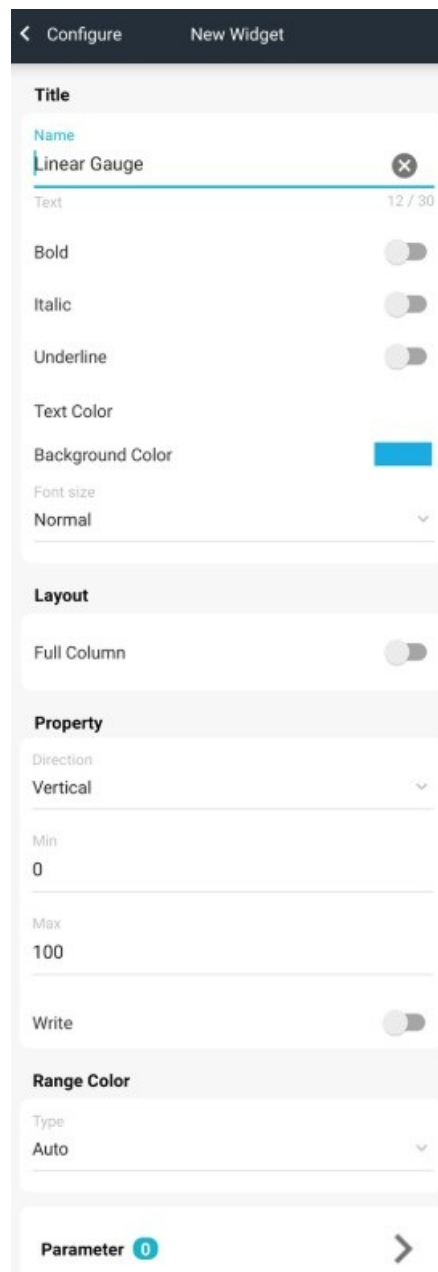 Configure New Widget
Title
Name
Linear Gauge
Text 12 / 30
Bold
Italic
Underline
Text Color
Background Color
Font size
Normal
Layout
Full Column
Property
Direction
Vertical
Min
0
Max
100
Write
Range Color
Type
Auto
Parameter 0